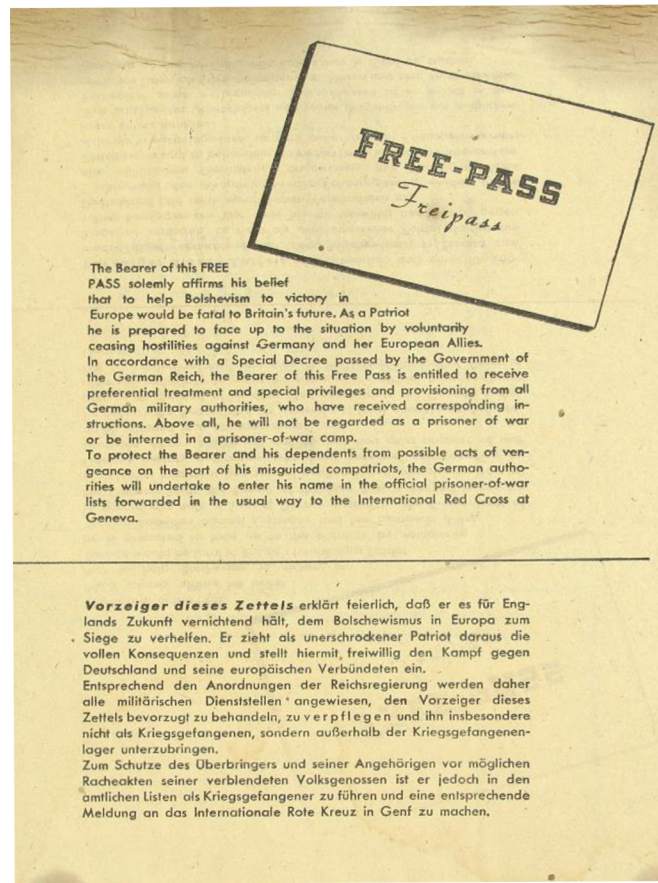 FREE-PASS
Freipass
The Bearer of this FREE
PASS solemly affirms his belief
that to help Bolshevism to victory in
Europe would be fatal to Britain's future. As a Patriot
he is prepared to face up to the situation by voluntarily
ceasing hostilities against Germany and her European Allies.
In accordance with a Special Decree passed by the Government of
the German Reich, the Bearer of this Free Pass is entitled to receive
preferential treatment and special privileges and provisioning from all
German military authorities, who have received corresponding in-
structions. Above all, he will not be regarded as a prisoner of war
or be interned in a prisoner-of-war camp.
To protect the Bearer and his dependents from possible acts of ven-
geance on the part of his misguided compatriots, the German autho-
rities will undertake to enter his name in the official prisoner-of-war
lists forwarded in the usual way to the International Red Cross at
Geneva.
Vorzeiger dieses Zettels erklärt feierlich, daß er es für Eng-
lands Zukunft vernichtend hält, dem Bolschewismus in Europa zum
Siege zu verhelfen. Er zieht als unerschrockener Patriot daraus die
vollen Konsequenzen und stellt hiermit freiwillig den Kampf gegen
Deutschland und seine europäischen Verbündeten ein.
Entsprechend den Anordnungen der Reichsregierung werden daher
alle militärischen Dienststellen angewiesen, den Vorzeiger dieses
Zettels bevorzugt zu behandeln, zu verpflegen und ihn insbesondere
nicht als Kriegsgefangenen, sondern außerhalb der Kriegsgefangenen-
lager unterzubringen.
Zum Schutze des Überbringers und seiner Angehörigen vor möglichen
Racheakten seiner verblendeten Volksgenossen ist er jedoch in den
amtlichen Listen als Kriegsgefangener zu führen und eine entsprechende
Meldung an das Internationale Rote Kreuz in Genf zu machen.